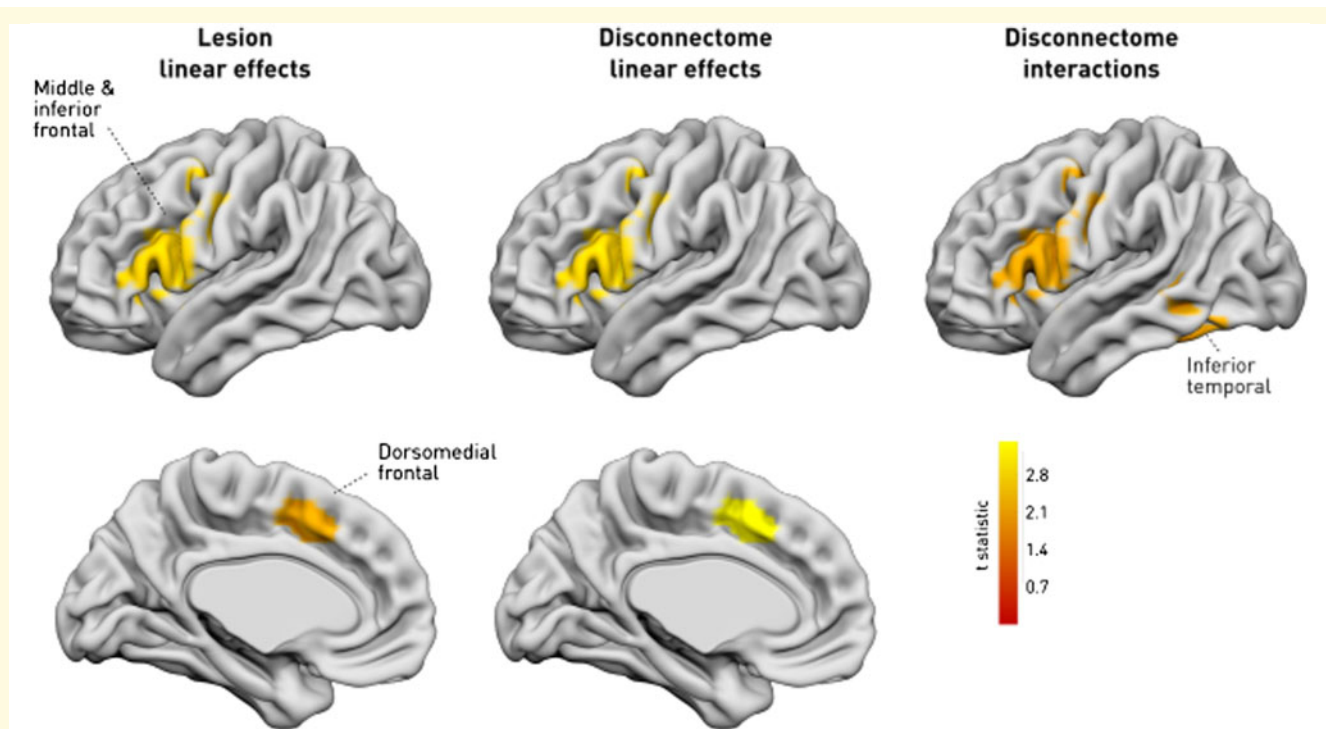 Lesion
linear effects
Disconnectome
linear effects
Disconnectome
interactions
Middle &
inferior
frontal
Inferior
temporal
Dorsomedial
frontal
t statistic
2.8
2.1
1.4
0.7